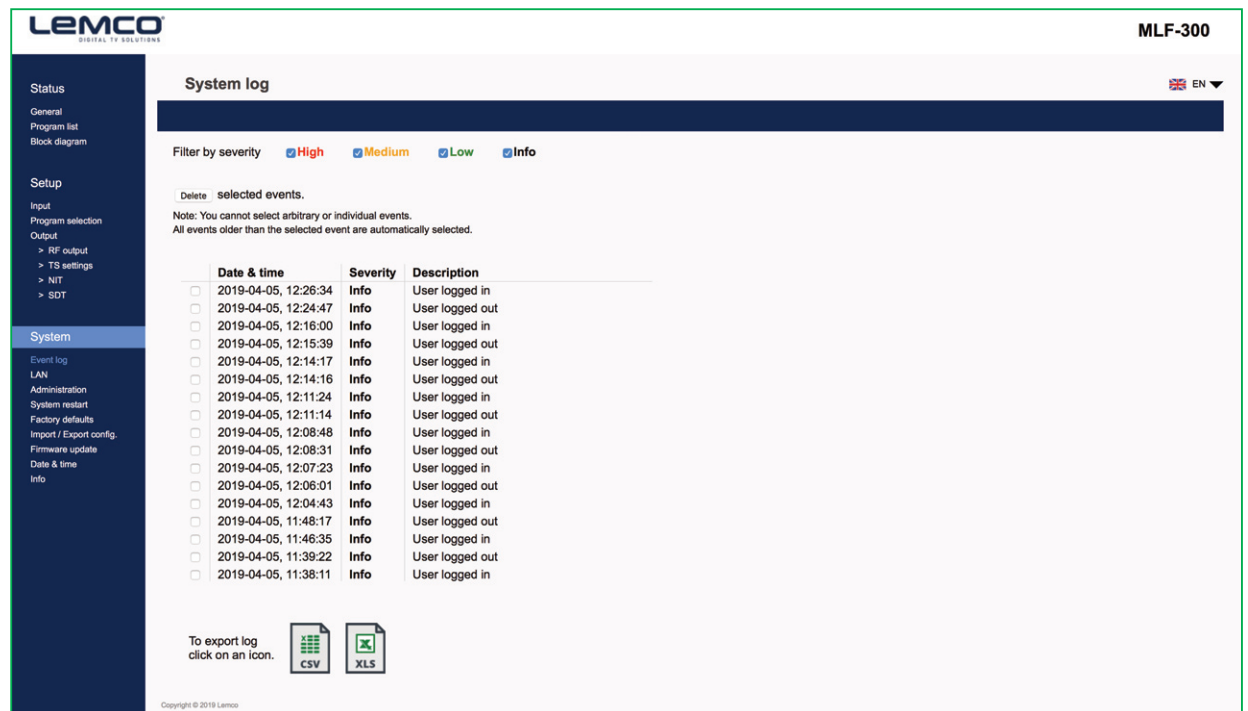 LEMCO
DIGITAL TV SOLUTIONS
MLF-300
Status
General
Program list
Block diagram
Setup
Input
Program selection
Output
> RF output
> TS settings
> NIT
> SDT
System
Event log
LAN
Administration
System restart
Factory defaults
Import / Export config.
Firmware update
Date & time
Info
System log
EN
Filter by severity High Medium Low Info
Delete selected events.
Note: You cannot select arbitrary or individual events.
All events older than the selected event are automatically selected.
Date & time Severity Description
2019-04-05, 12:26:34 Info User logged in
2019-04-05, 12:24:47 Info User logged out
2019-04-05, 12:16:00 Info User logged in
2019-04-05, 12:15:39 Info User logged out
2019-04-05, 12:14:17 Info User logged in
2019-04-05, 12:14:16 Info User logged out
2019-04-05, 12:11:24 Info User logged in
2019-04-05, 12:11:14 Info User logged out
2019-04-05, 12:08:48 Info User logged in
2019-04-05, 12:08:31 Info User logged out
2019-04-05, 12:07:23 Info User logged in
2019-04-05, 12:06:01 Info User logged out
2019-04-05, 12:04:43 Info User logged in
2019-04-05, 11:48:17 Info User logged out
2019-04-05, 11:46:35 Info User logged in
2019-04-05, 11:39:22 Info User logged out
2019-04-05, 11:38:11 Info User logged in
To export log
click on an icon.
CSV
XLS
Copyright © 2019 Lemco